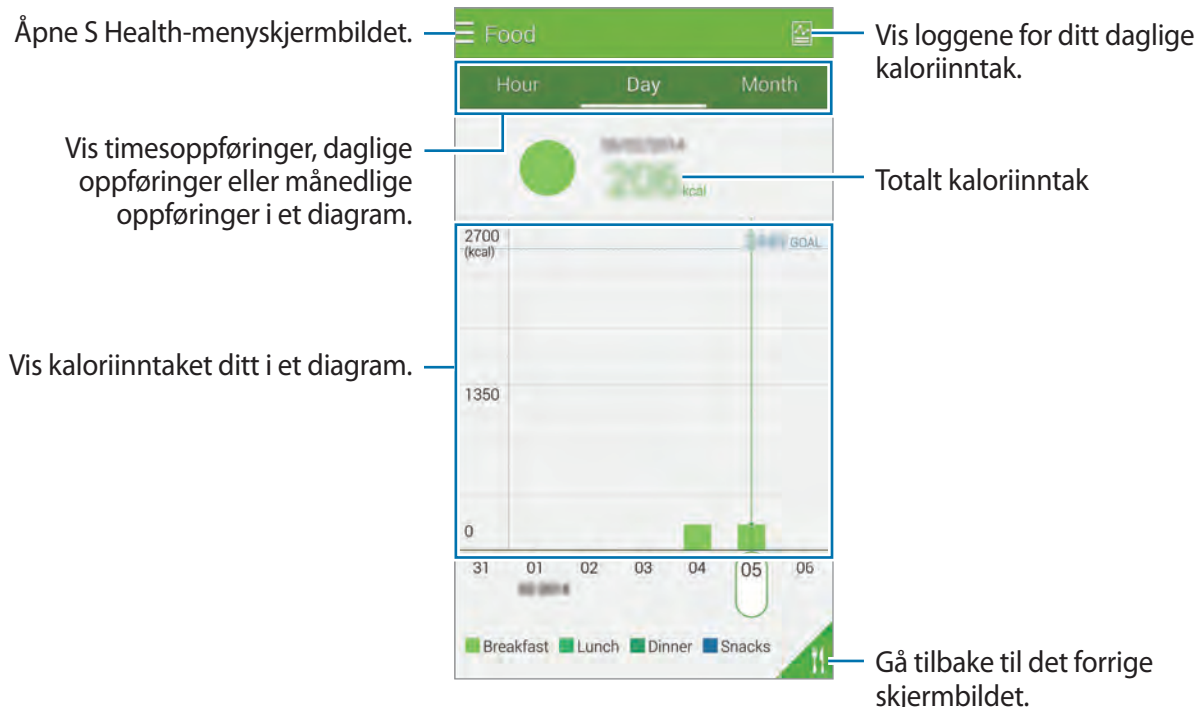 Åpne S Health-menyskjermbildet.
Food
Vis loggene for ditt daglige
kaloriinntak.
Hour Day Month
Vis timesoppføringer, daglige
oppføringer eller månedlige
oppføringer i et diagram.
kcal
Totalt kaloriinntak
2700
(kcal)
GOAL
Vis kaloriinntaket ditt i et diagram.
1350
0
31 01 02 03 04 05 06
Breakfast Lunch Dinner Snacks
Gå tilbake til det forrige
skjermbildet.